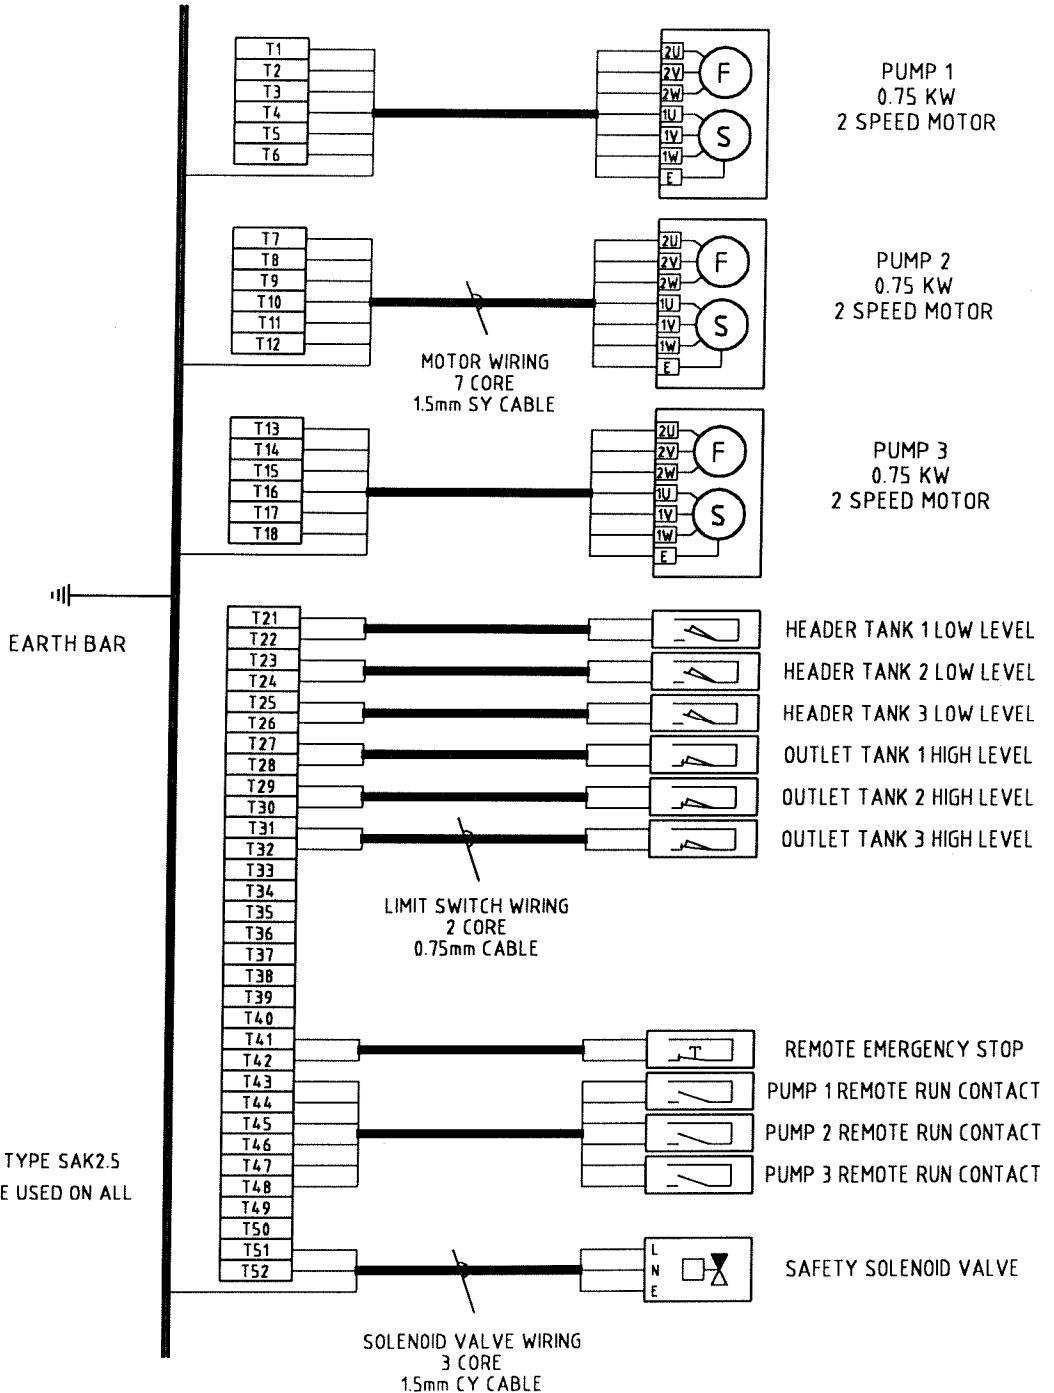 T1
T2
T3
T4
T5
T6
2U
2V
2W
1U
1V
1W
E
F
S
PUMP 1
0.75 KW
2 SPEED MOTOR
T7
T8
T9
T10
T11
T12
2U
2V
2W
1U
1V
1W
E
F
S
PUMP 2
0.75 KW
2 SPEED MOTOR
MOTOR WIRING
7 CORE
1.5mm SY CABLE
T13
T14
T15
T16
T17
T18
2U
2V
2W
1U
1V
1W
E
F
S
PUMP 3
0.75 KW
2 SPEED MOTOR
EARTH BAR
T21
T22
T23
T24
T25
T26
T27
T28
T29
T30
T31
T32
T33
T34
T35
T36
T37
T38
T39
T40
T41
T42
T43
T44
T45
T46
T47
T48
T49
T50
T51
T52
HEADER TANK 1 LOW LEVEL
HEADER TANK 2 LOW LEVEL
HEADER TANK 3 LOW LEVEL
OUTLET TANK 1 HIGH LEVEL
OUTLET TANK 2 HIGH LEVEL
OUTLET TANK 3 HIGH LEVEL
LIMIT SWITCH WIRING
2 CORE
0.75mm CABLE
REMOTE EMERGENCY STOP
PUMP 1 REMOTE RUN CONTACT
PUMP 2 REMOTE RUN CONTACT
PUMP 3 REMOTE RUN CONTACT
TYPE SAK2.5
E USED ON ALL
L
N
E
SAFETY SOLENOID VALVE
SOLENOID VALVE WIRING
3 CORE
1.5mm CY CABLE